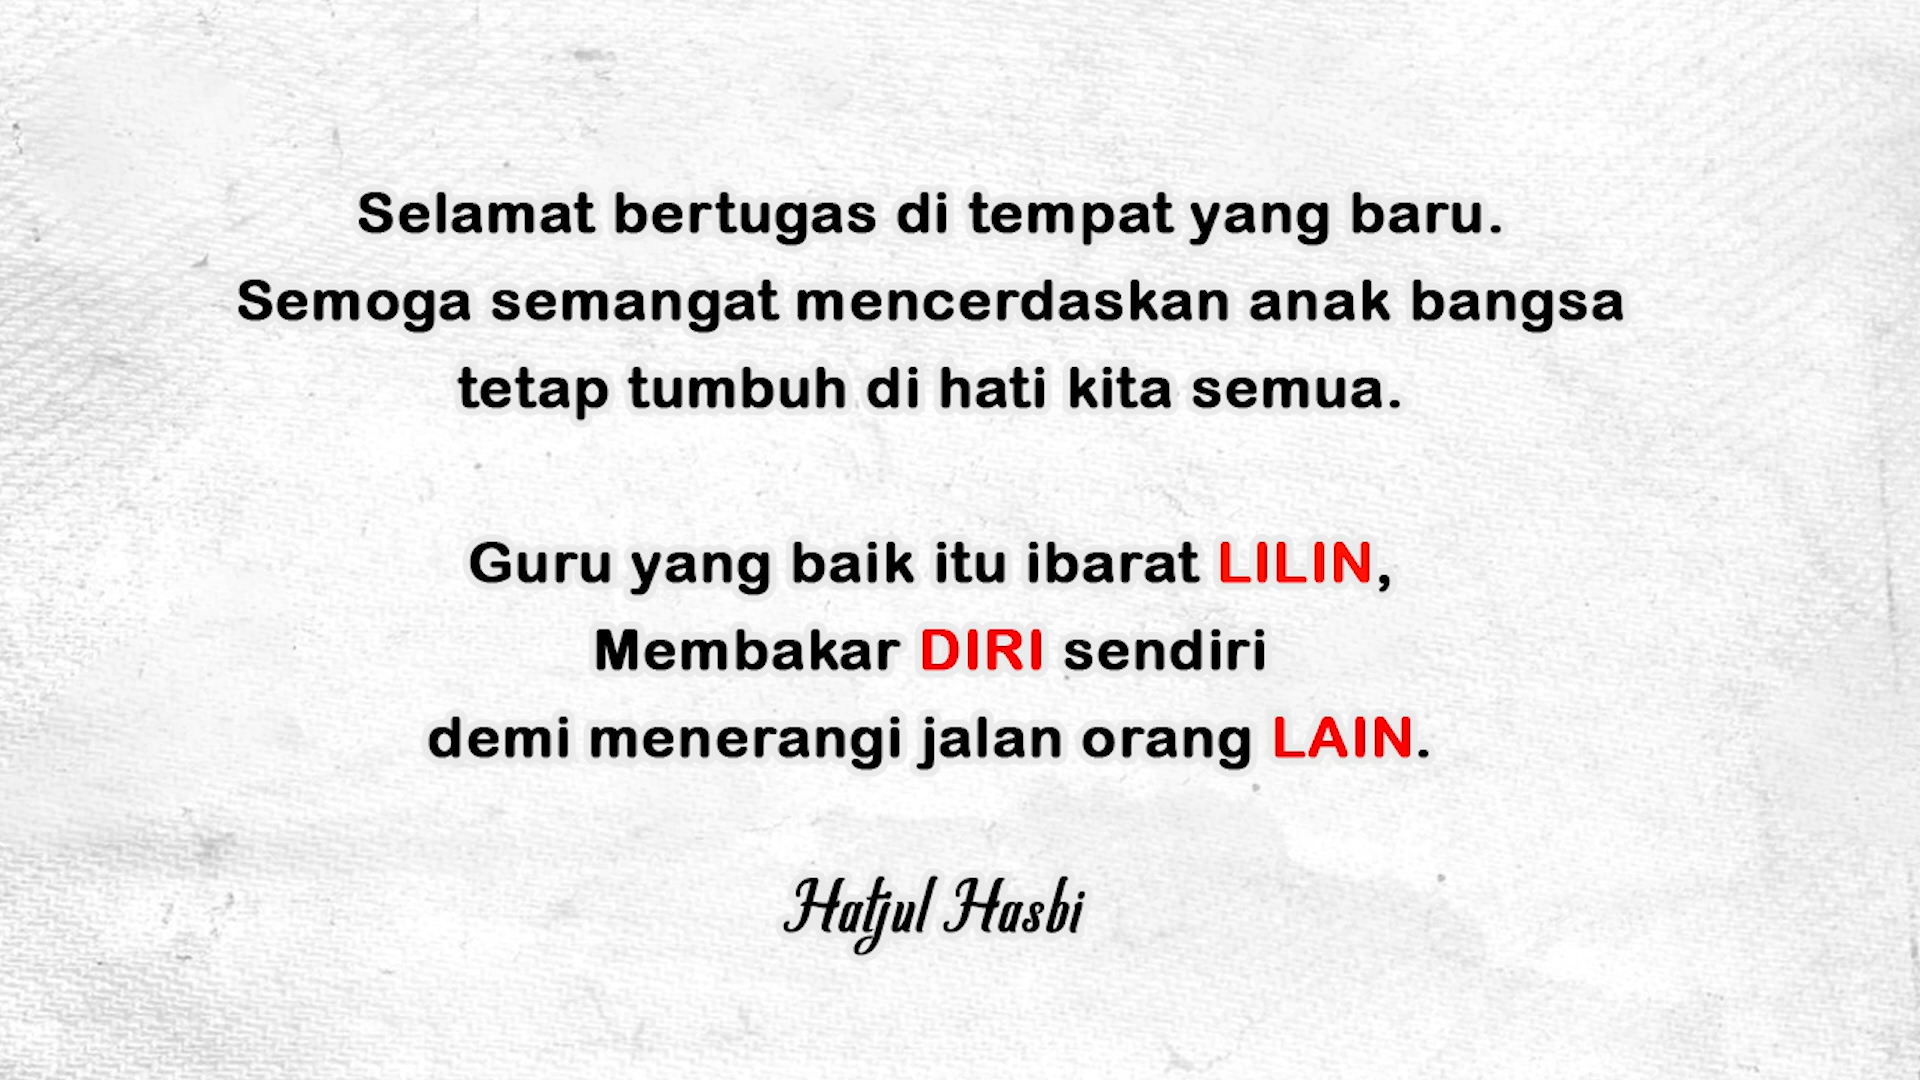 Selamat bertugas di tempat yang baru.
Semoga semangat mencerdaskan anak bangsa
tetap tumbuh di hati kita semua.
Guru yang baik itu ibarat LILIN,
Membakar DIRI sendiri
demi menerangi jalan orang LAIN.
Hatjul Hasbi